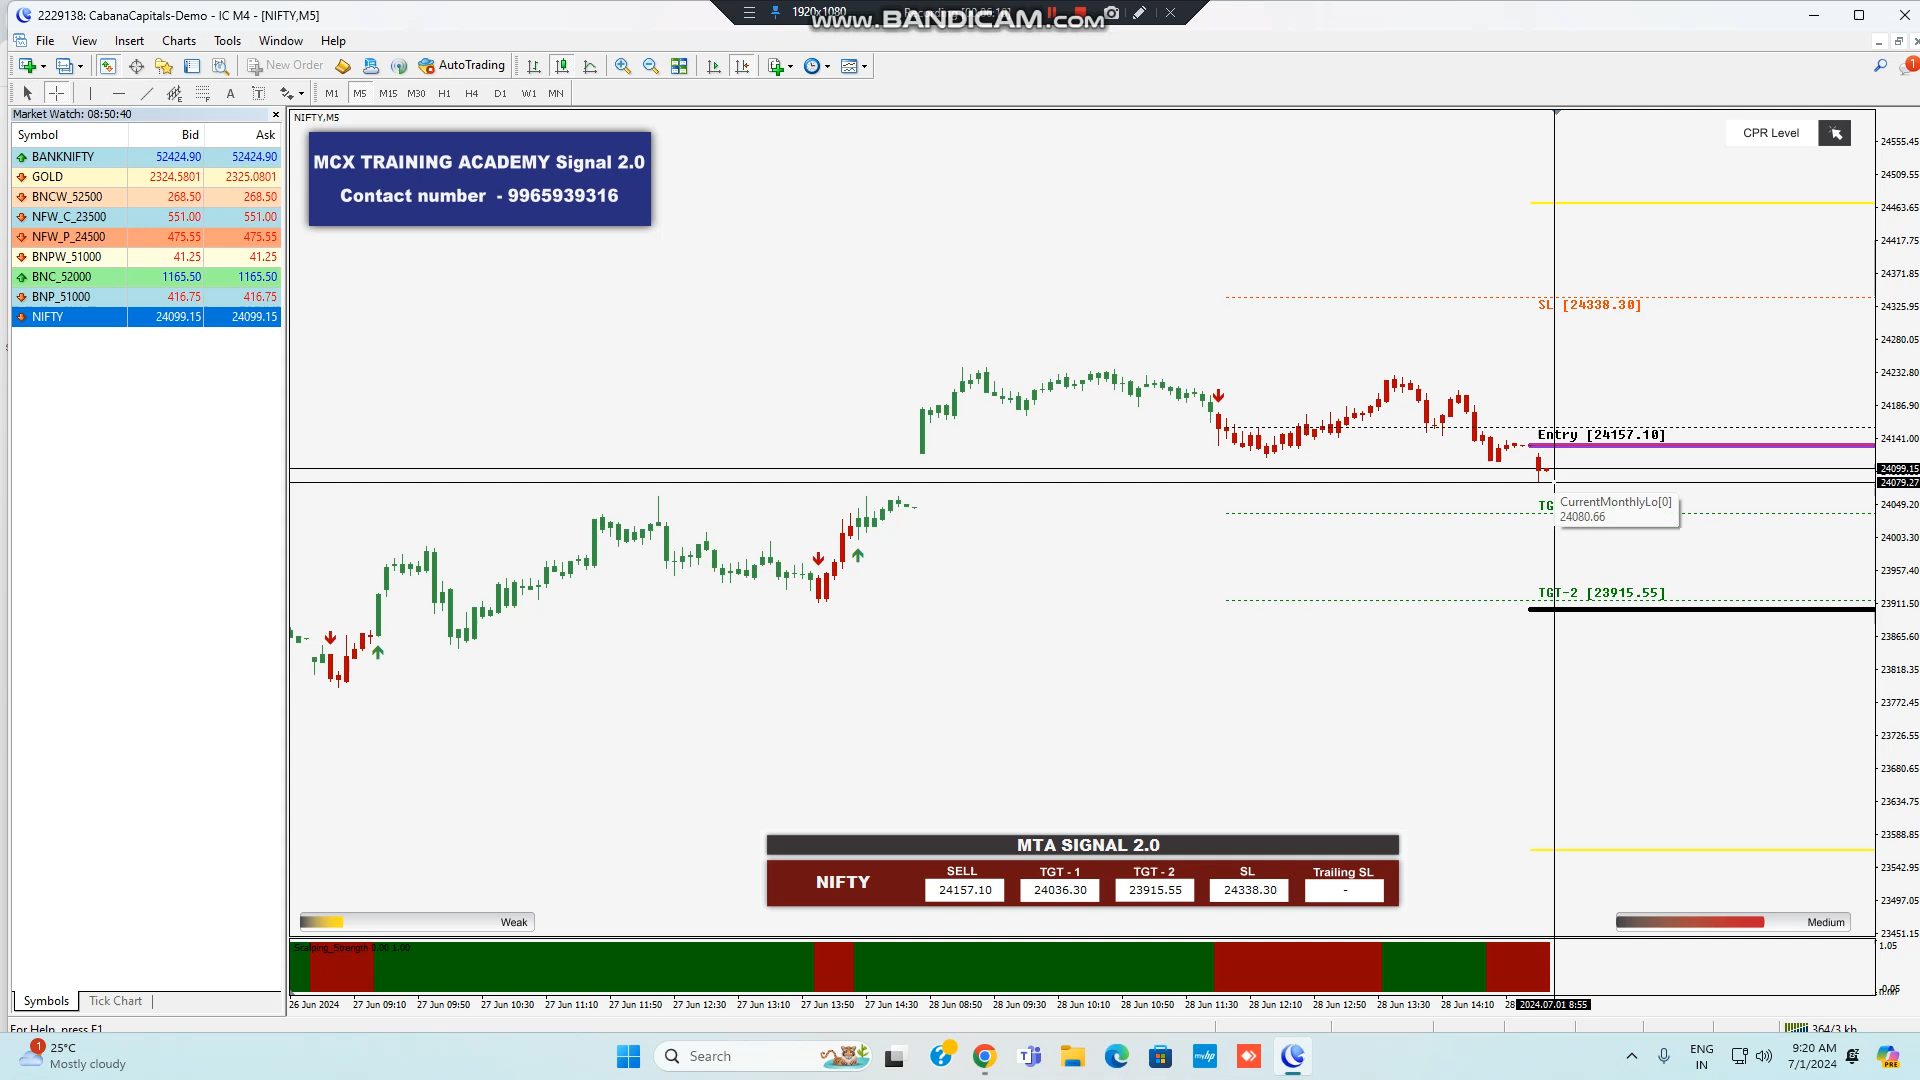 2229138: CabanaCapitals-Demo - IC M4 - [NIFTY,M5]
1920x1080
www.BANDICAM.com
File View Insert Charts Tools Window Help
New Order
AutoTrading
M1 M5 M15 M30 H1 H4 D1 W1 MN
Market Watch: 08:50:40
Symbol Bid Ask
BANKNIFTY 52424.90 52424.90
GOLD 2324.5801 2325.0801
BNCW_52500 268.50 268.50
NFW_C_23500 551.00 551.00
NFW_P_24500 475.55 475.55
BNPW_51000 41.25 41.25
BNC_52000 1165.50 1165.50
BNP_51000 416.75 416.75
NIFTY 24099.15 24099.15
Symbols Tick Chart
For Help, press F1
NIFTY,M5
MCX TRAINING ACADEMY Signal 2.0
Contact number - 9965939316
CPR Level
SL [24338.30]
Entry [24157.10]
TG
CurrentMonthlyLo[0]
24080.66
TGT-2 [23915.55]
24555.45
24509.55
24463.65
24417.75
24371.85
24325.95
24280.05
24232.80
24186.90
24141.00
24099.15
24079.27
24049.20
24003.30
23957.40
23911.50
23865.60
23818.35
23772.45
23726.55
23680.65
23634.75
23588.85
23542.95
23497.05
23451.15
MTA SIGNAL 2.0
NIFTY
SELL TGT - 1 TGT - 2 SL Trailing SL
24157.10 24036.30 23915.55 24338.30 -
Weak
Medium
Scalping_Strength 0.00 1.00
1.05
-0.05
26 Jun 2024 27 Jun 09:10 27 Jun 09:50 27 Jun 10:30 27 Jun 11:10 27 Jun 11:50 27 Jun 12:30 27 Jun 13:10 27 Jun 13:50 27 Jun 14:30 28 Jun 08:50 28 Jun 09:30 28 Jun 10:10 28 Jun 10:50 28 Jun 11:30 28 Jun 12:10 28 Jun 12:50 28 Jun 13:30 28 Jun 14:10 28 2024.07.01 8:55
364/3 kb
1
25°C
Mostly cloudy
Search
ENG
IN
9:20 AM
7/1/2024